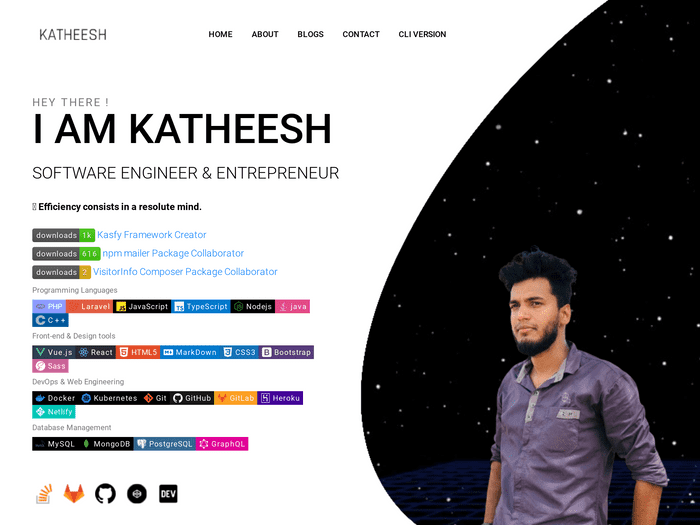 KATHEESH
HOME ABOUT BLOGS CONTACT CLI VERSION
HEY THERE !
I AM KATHEESH
SOFTWARE ENGINEER & ENTREPRENEUR
Efficiency consists in a resolute mind.
downloads 1k Kasfy Framework Creator
downloads 616 npm mailer Package Collaborator
downloads 2 VisitorInfo Composer Package Collaborator
Programming Languages
PHP Laravel JavaScript TypeScript Nodejs java
C++
Front-end & Design tools
Vue.js React HTML5 MarkDown CSS3 Bootstrap
Sass
DevOps & Web Engineering
Docker Kubernetes Git GitHub GitLab Heroku
Netlify
Database Management
MySQL MongoDB PostgreSQL GraphQL
DEV